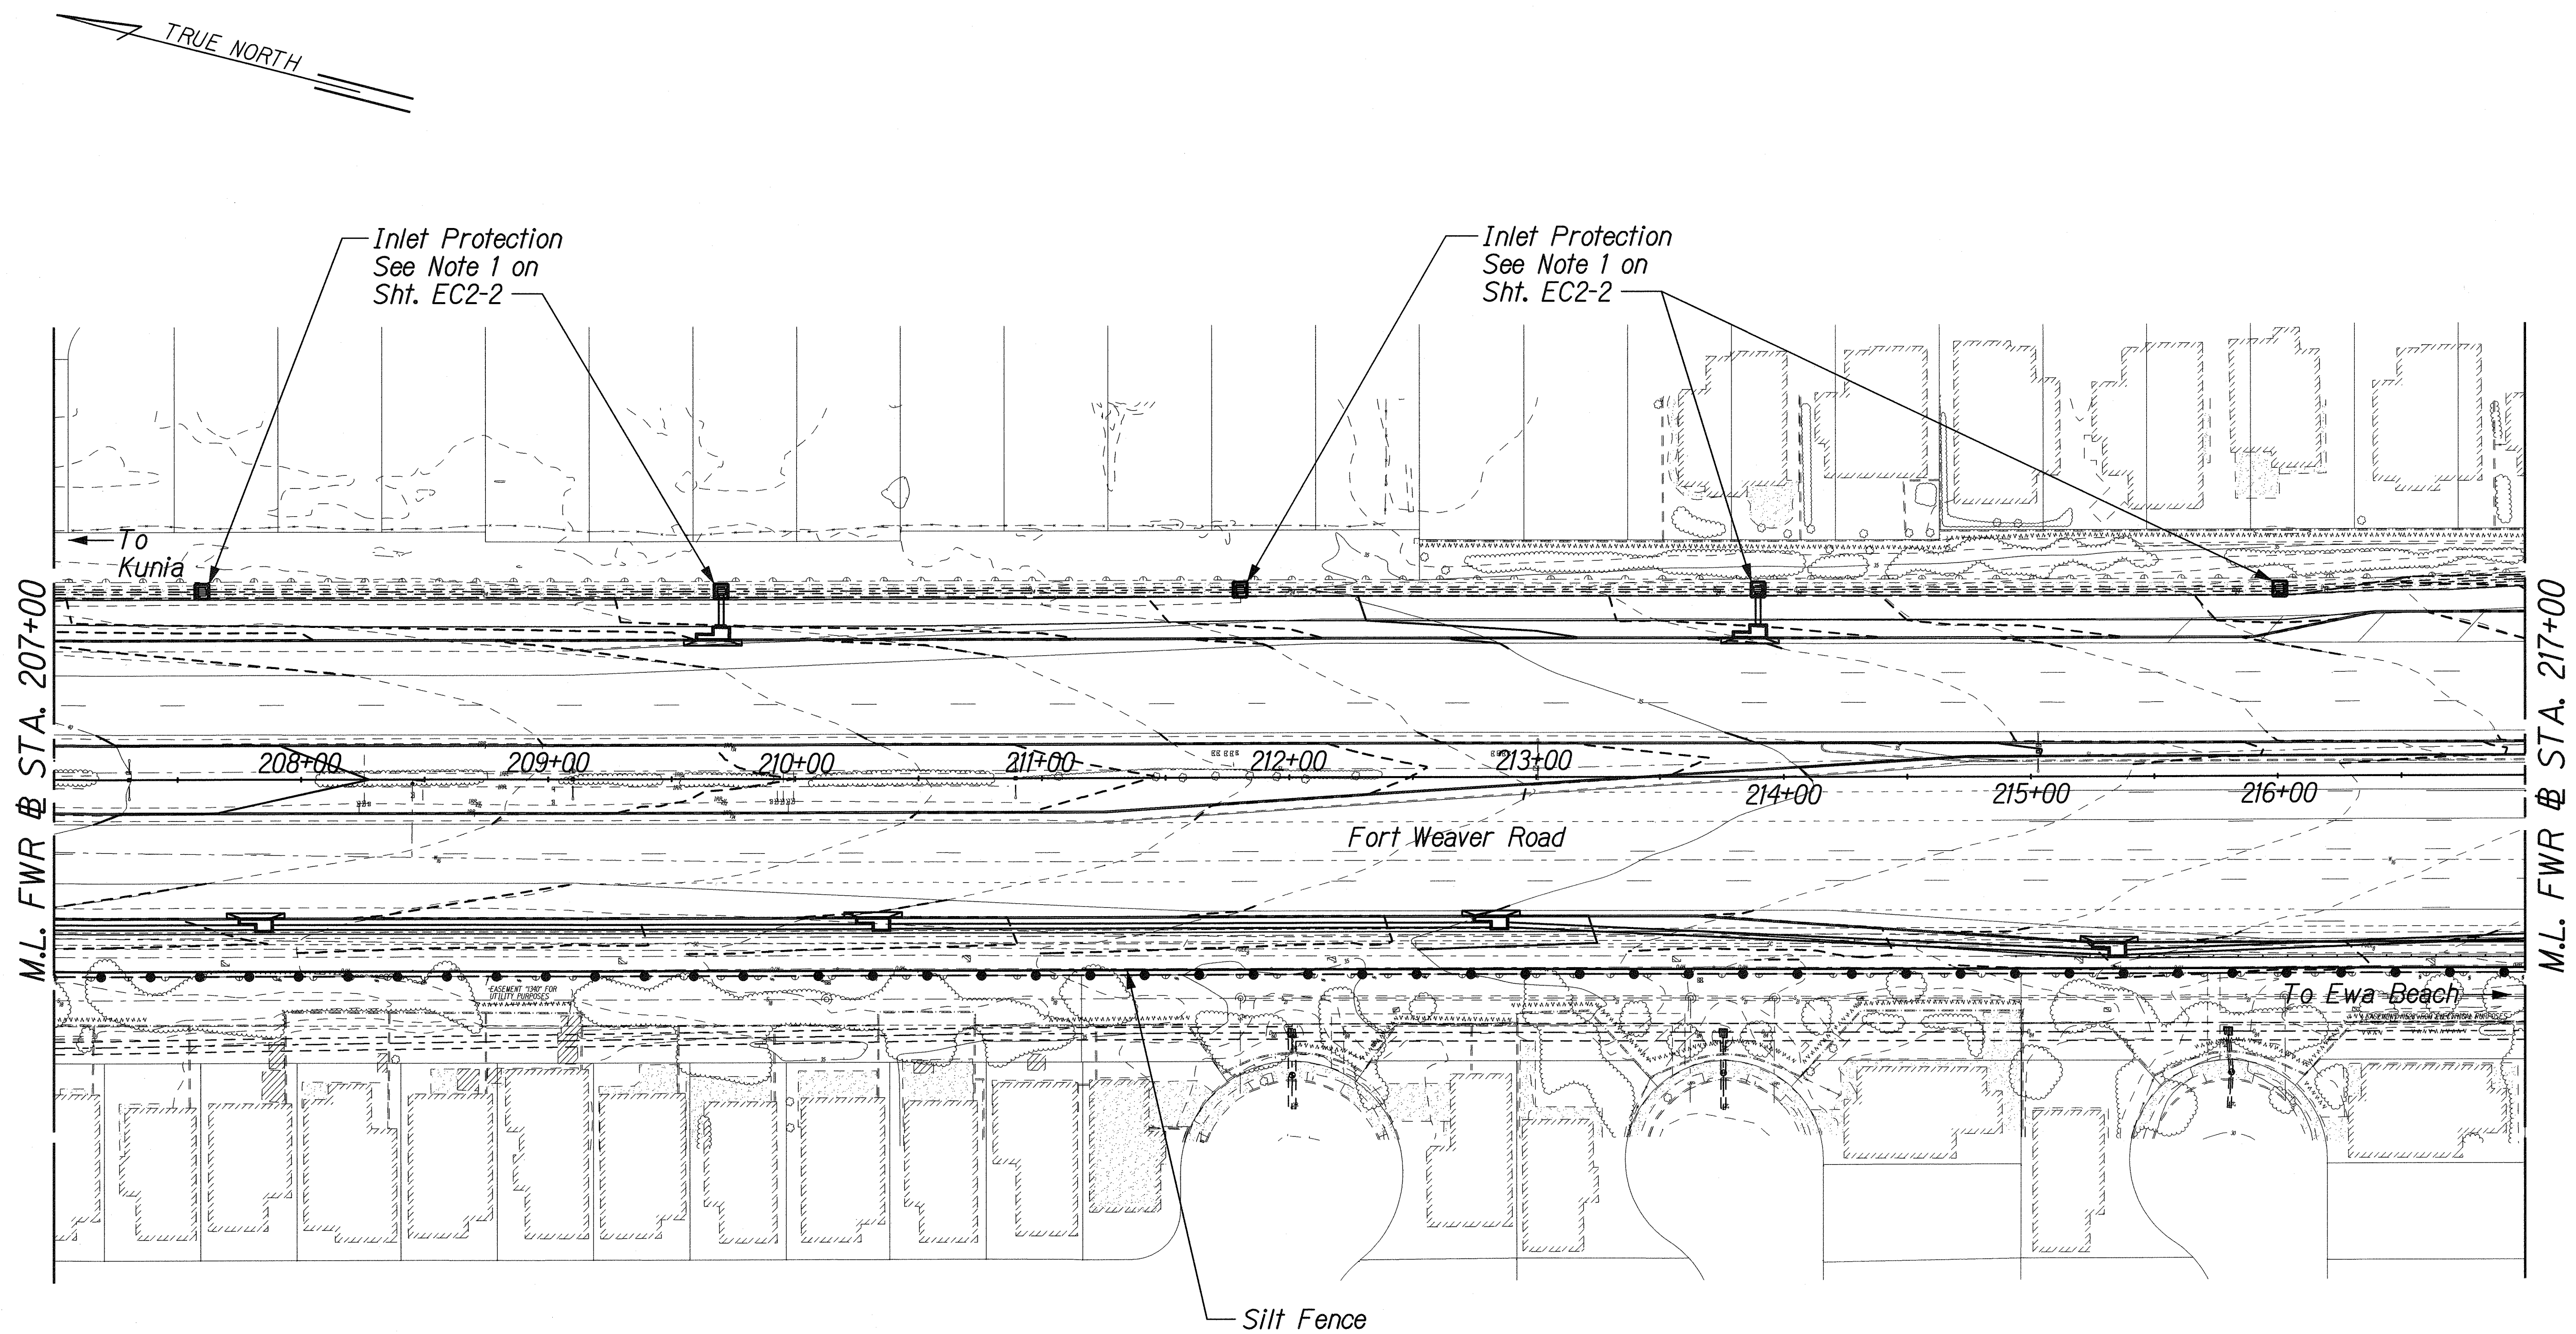 TRUE NORTH
Inlet Protection
See Note 1 on
Sht. EC2-2
Inlet Protection
See Note 1 on
Sht. EC2-2
To
Kunia
M.L. FWR ℄ STA. 207+00
M.L. FWR ℄ STA. 217+00
208+00
209+00
210+00
211+00
212+00
213+00
214+00
215+00
216+00
Fort Weaver Road
EASEMENT "1340" FOR
UTILITY PURPOSES
To Ewa Beach
Silt Fence